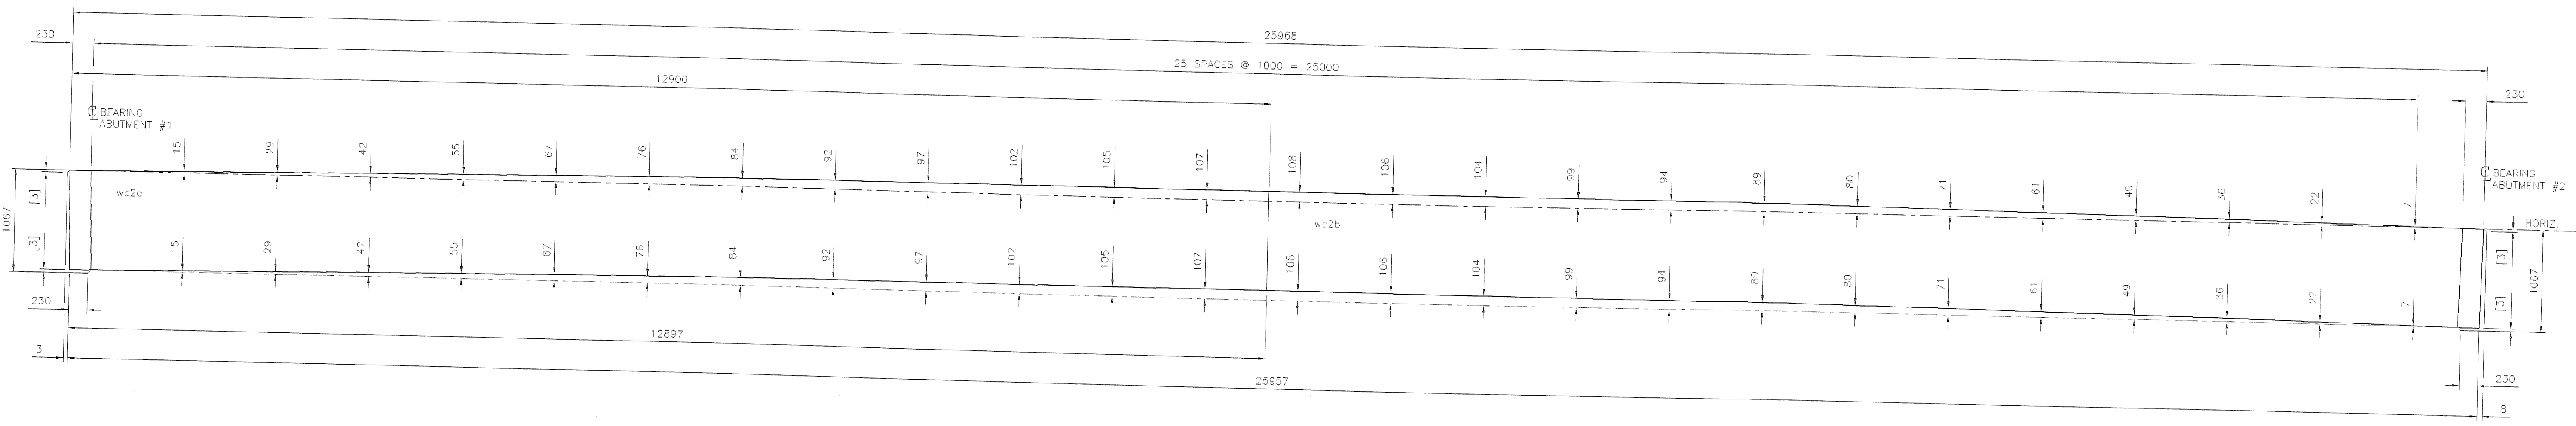 25968
230
25 SPACES @ 1000 = 25000
12900
230
℄ BEARING
ABUTMENT #1
15 29 42 55 67 76 84 92 97 102 105 107 108 106 104 99 94 89 80 71 61 49 36 22 7
℄ BEARING
ABUTMENT #2
HORIZ.
1067
[3]
[3]
wc2a
wc2b
[3]
[3]
1067
15 29 42 55 67 76 84 92 97 102 105 107 108 106 104 99 94 89 80 71 61 49 36 22 7
230
12897
3
25957
230
8